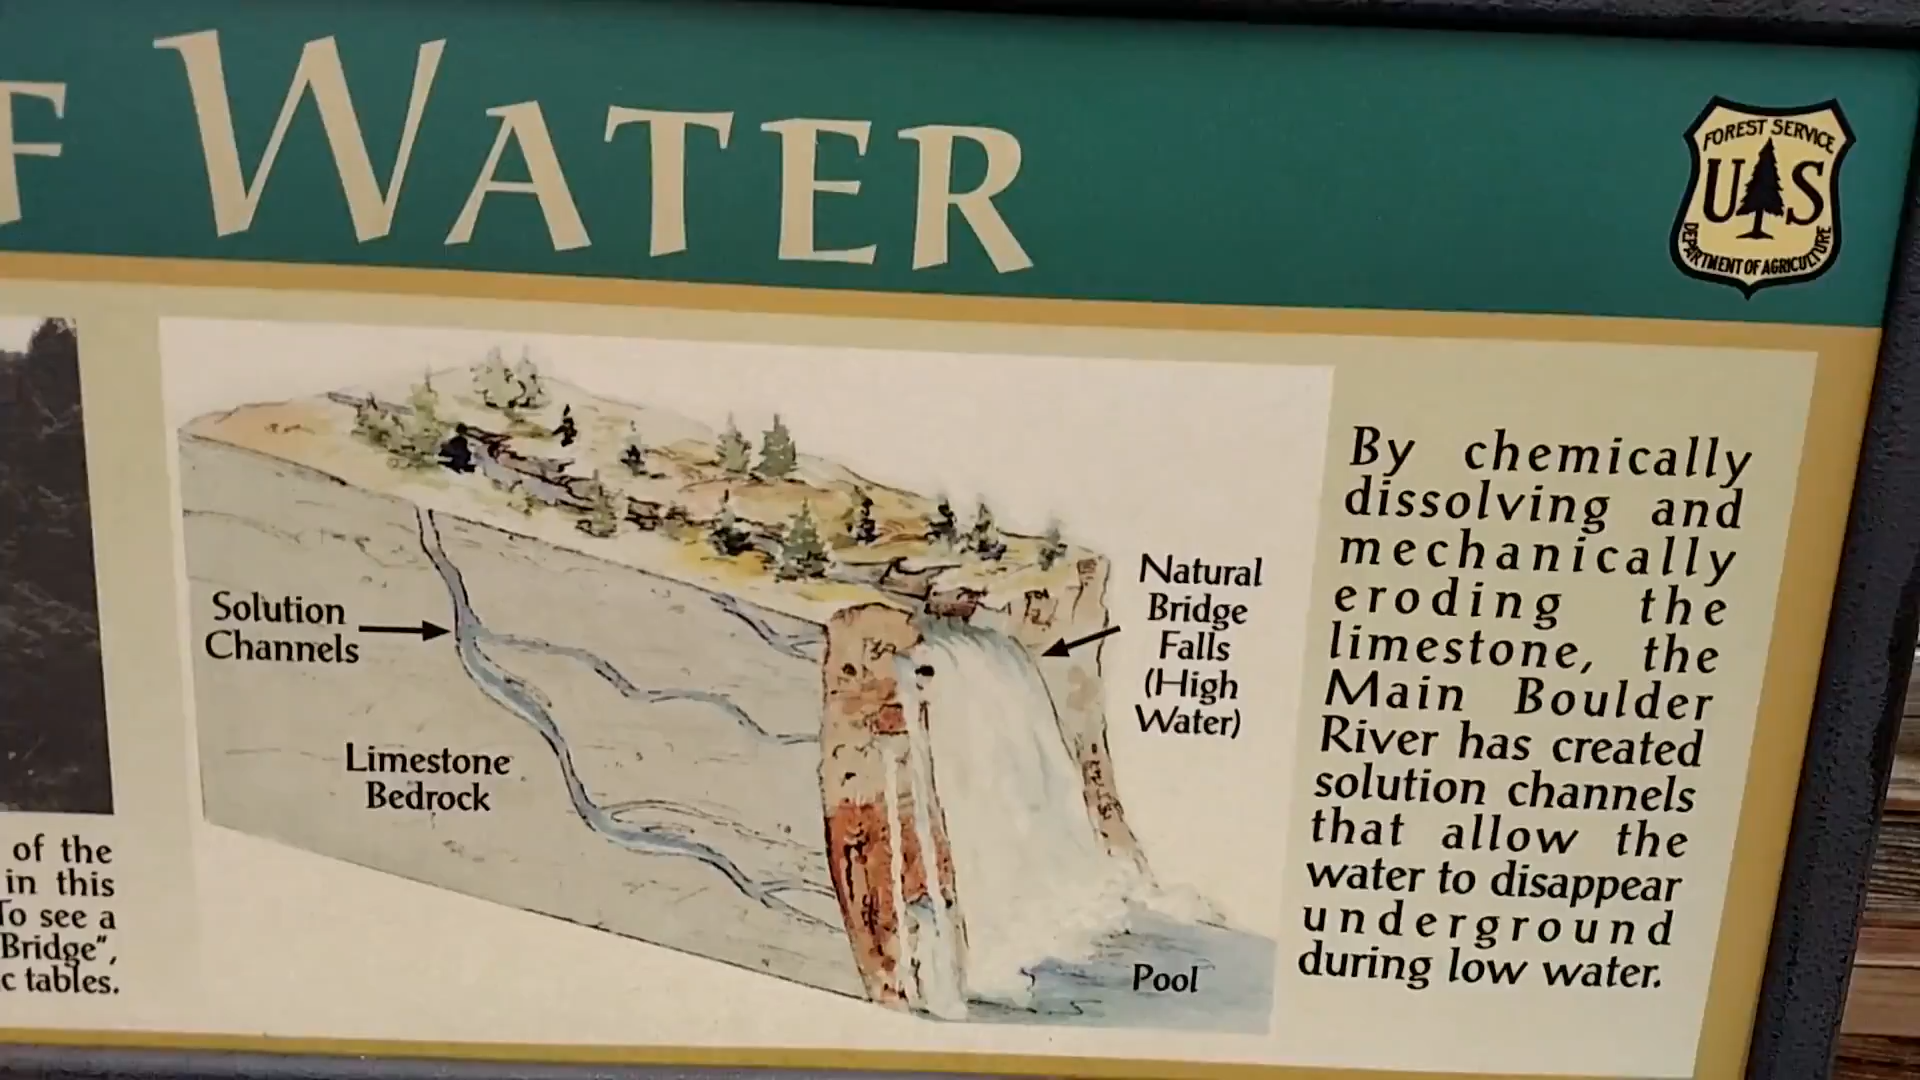 F WATER
FOREST SERVICE
US
DEPARTMENT OF AGRICULTURE
of the
in this
To see a
Bridge",
c tables.
Solution
Channels
Limestone
Bedrock
Natural
Bridge
Falls
(High
Water)
Pool
By chemically
dissolving and
mechanically
eroding the
limestone, the
Main Boulder
River has created
solution channels
that allow the
water to disappear
underground
during low water.